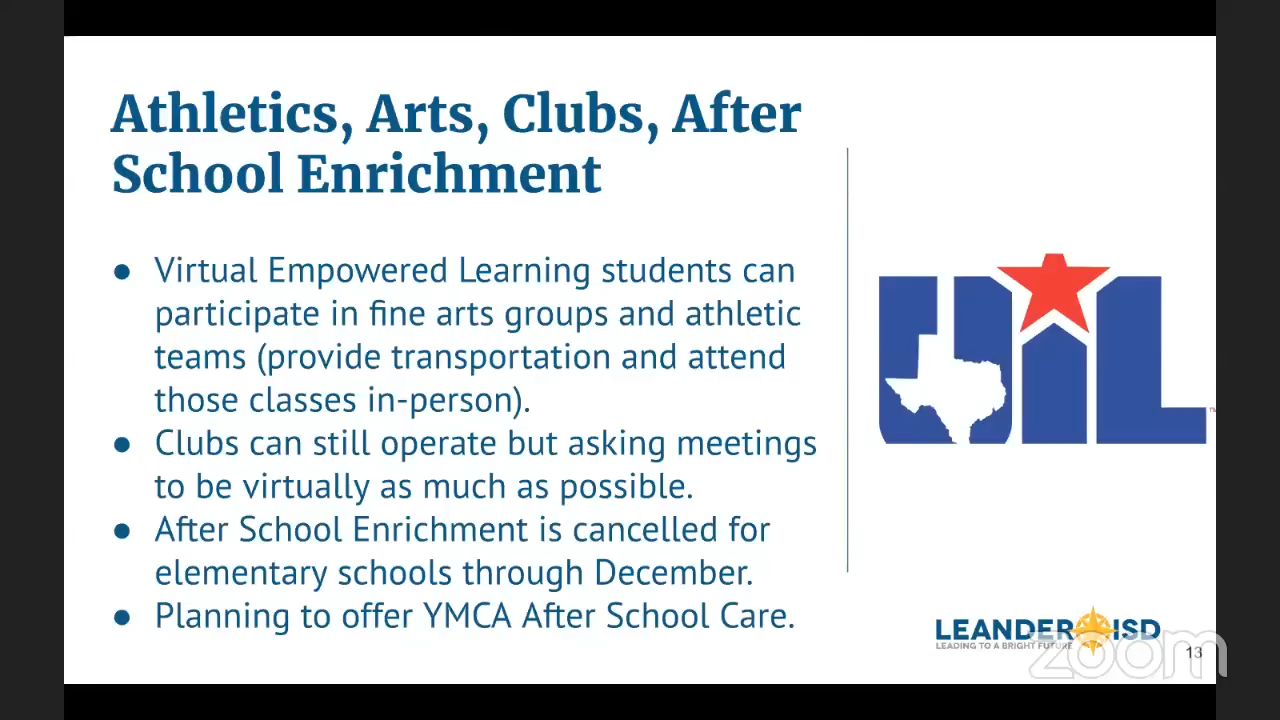 Athletics, Arts, Clubs, After
School Enrichment
● Virtual Empowered Learning students can
participate in fine arts groups and athletic
teams (provide transportation and attend
those classes in-person).
● Clubs can still operate but asking meetings
to be virtually as much as possible.
● After School Enrichment is cancelled for
elementary schools through December.
● Planning to offer YMCA After School Care.
UIL
™
LEANDER ISD
LEADING TO A BRIGHT FUTURE
zoom
13